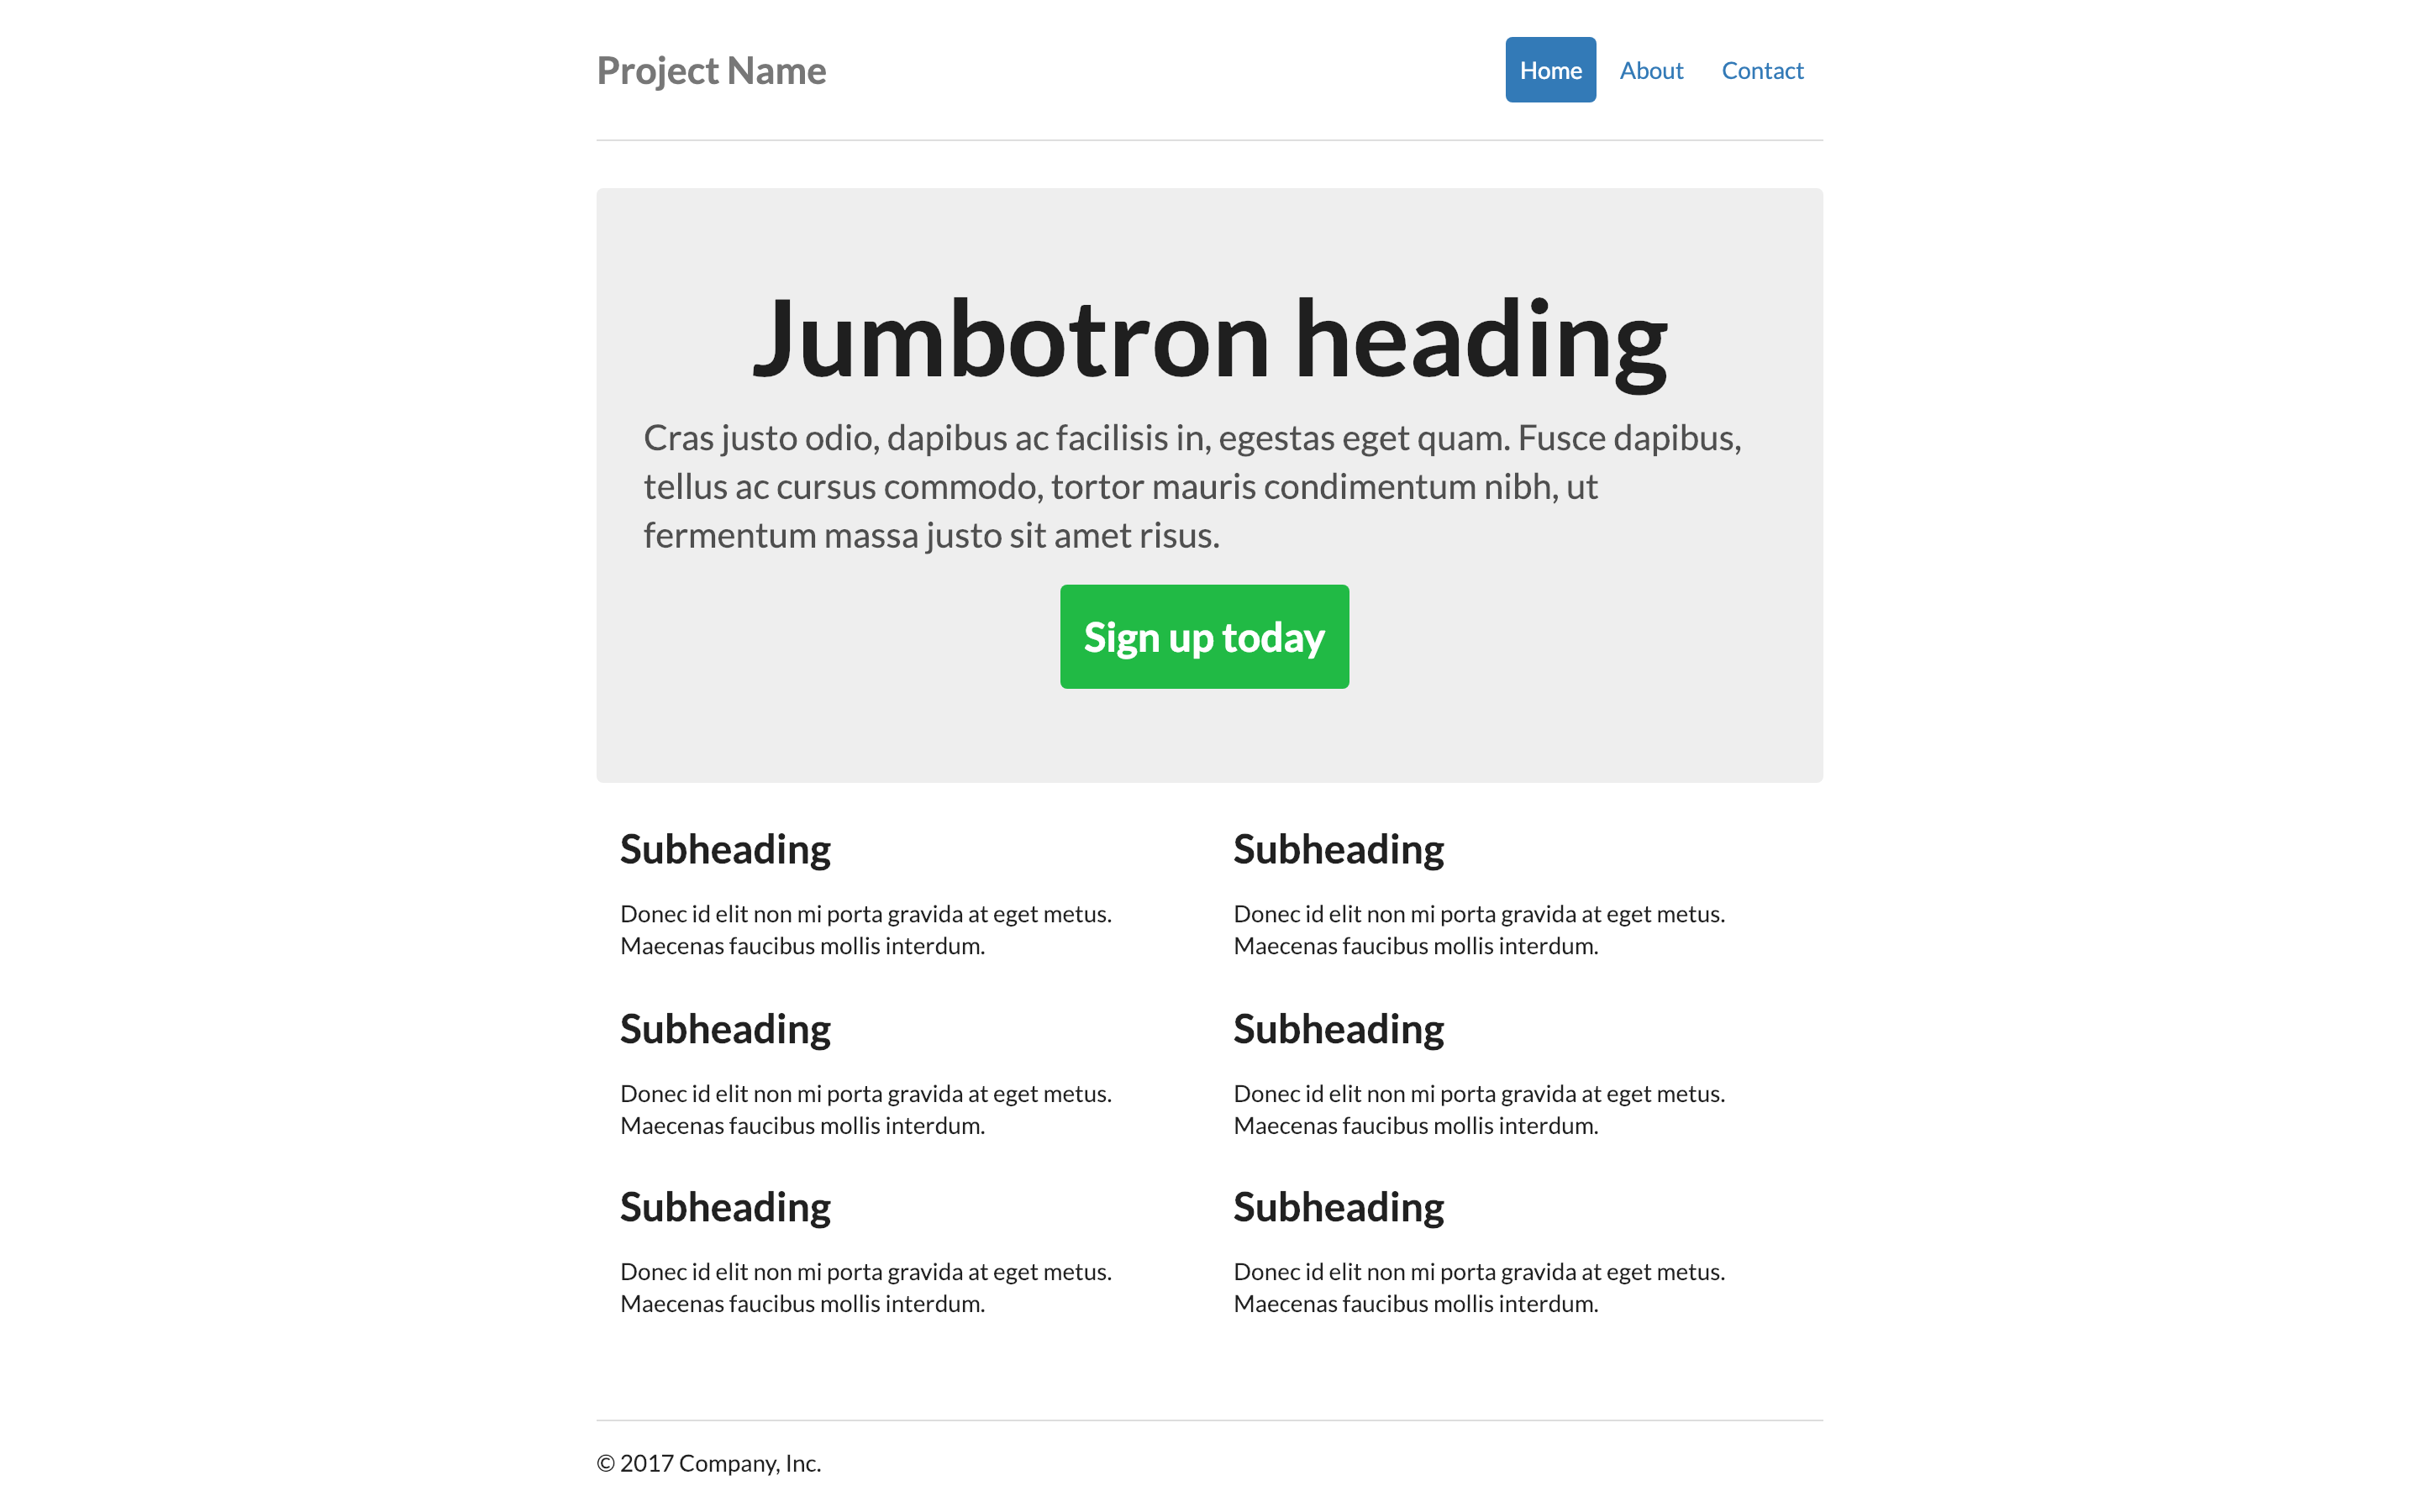 Project Name
Home
About
Contact
Jumbotron heading
Cras justo odio, dapibus ac facilisis in, egestas eget quam. Fusce dapibus,
tellus ac cursus commodo, tortor mauris condimentum nibh, ut
fermentum massa justo sit amet risus.
Sign up today
Subheading
Donec id elit non mi porta gravida at eget metus.
Maecenas faucibus mollis interdum.
Subheading
Donec id elit non mi porta gravida at eget metus.
Maecenas faucibus mollis interdum.
Subheading
Donec id elit non mi porta gravida at eget metus.
Maecenas faucibus mollis interdum.
Subheading
Donec id elit non mi porta gravida at eget metus.
Maecenas faucibus mollis interdum.
Subheading
Donec id elit non mi porta gravida at eget metus.
Maecenas faucibus mollis interdum.
Subheading
Donec id elit non mi porta gravida at eget metus.
Maecenas faucibus mollis interdum.
© 2017 Company, Inc.